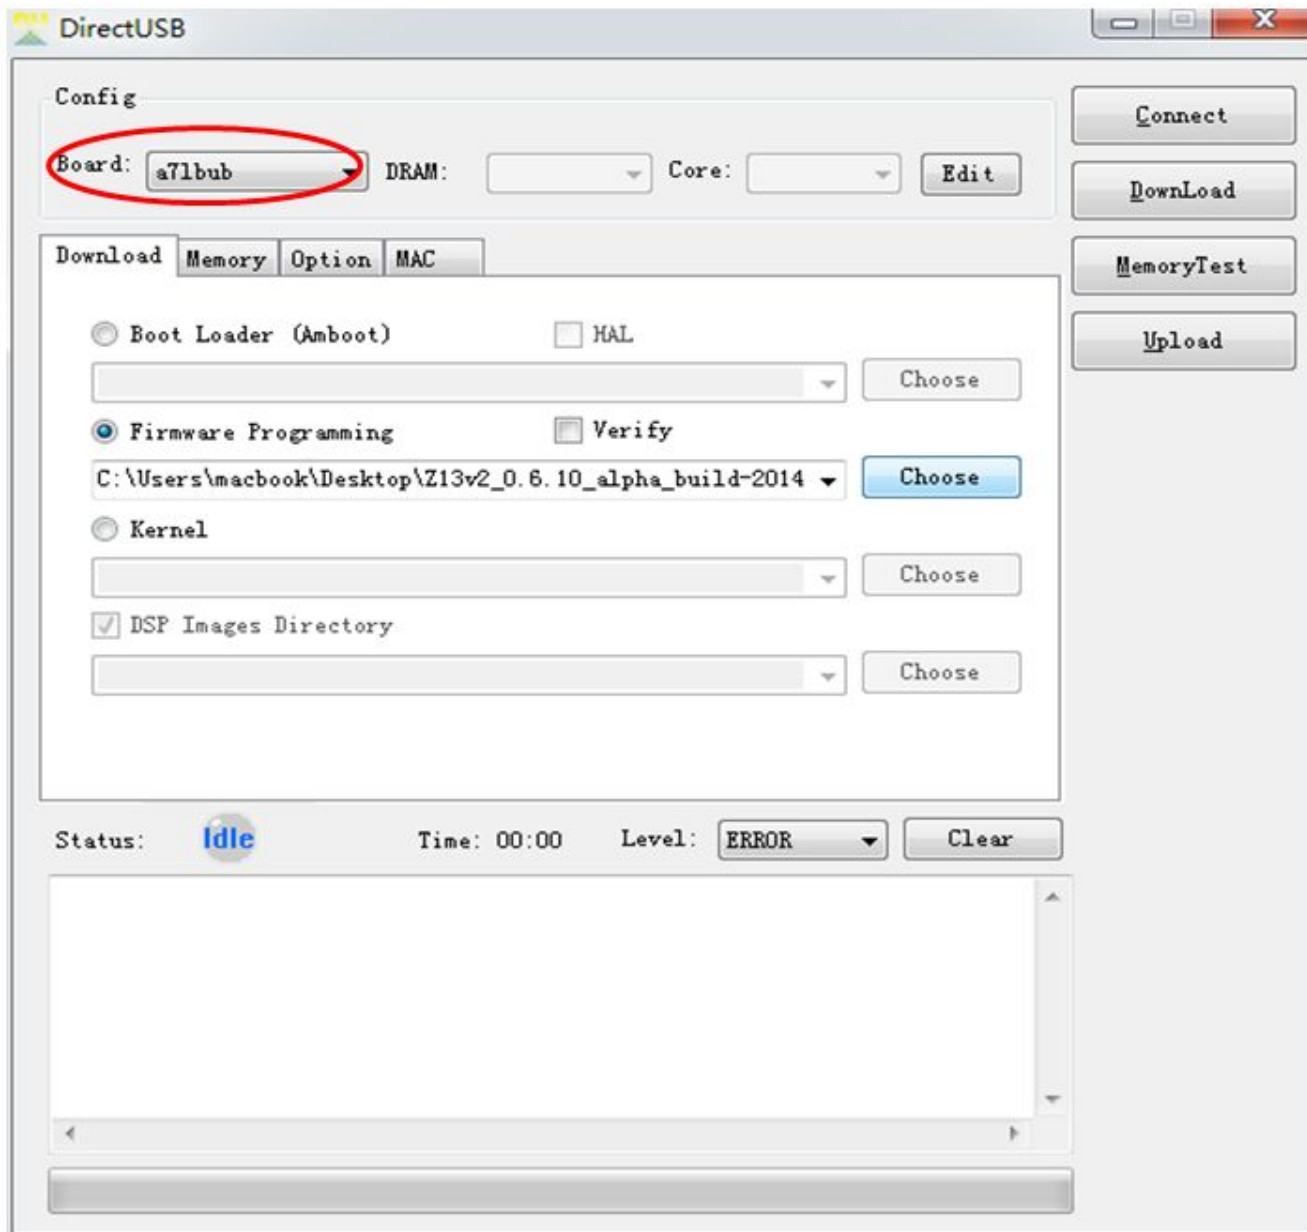 DirectUSB
Config
Board: a7lbub DRAM: Core: Edit
Connect
DownLoad
MemoryTest
Upload
Download Memory Option MAC
Boot Loader (Amboot) HAL
Choose
Firmware Programming Verify
C:\Users\macbook\Desktop\Z13v2_0.6.10_alpha_build-2014 Choose
Kernel
Choose
DSP Images Directory
Choose
Status: Idle Time: 00:00 Level: ERROR Clear